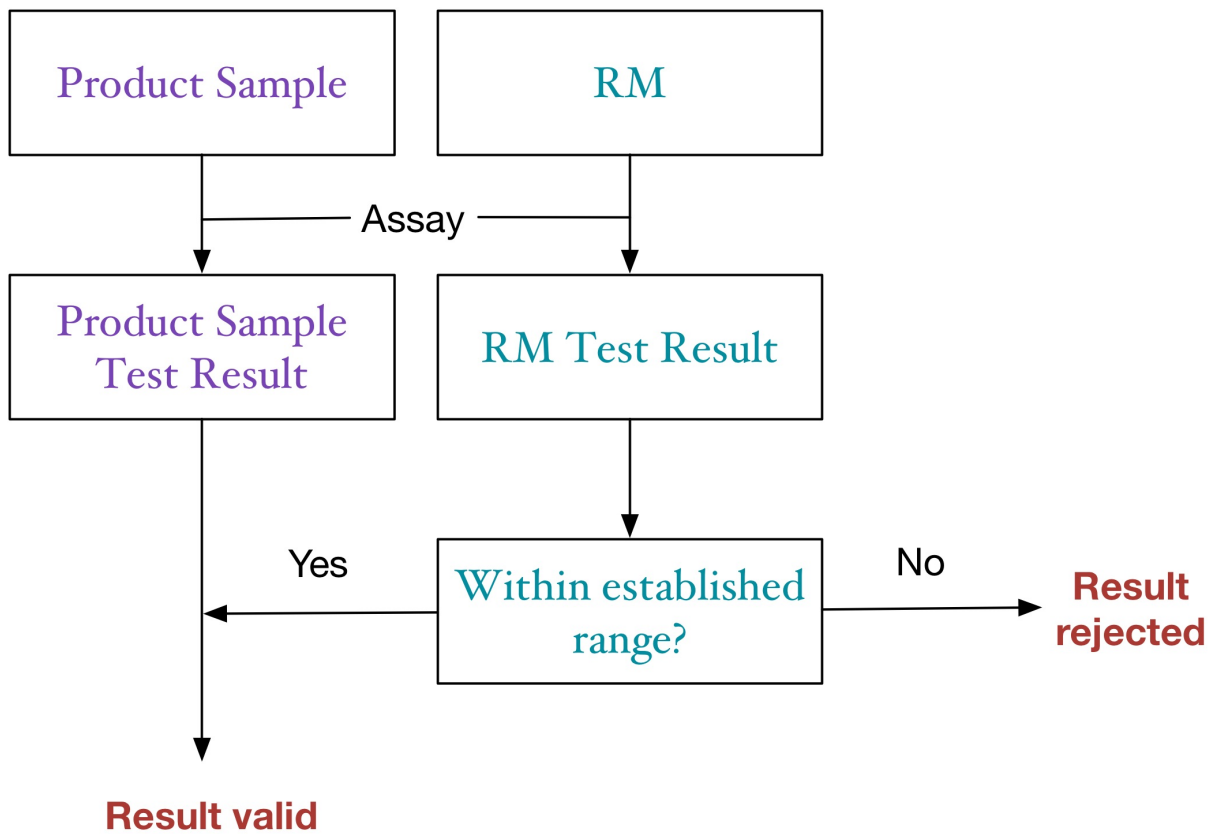 Product Sample
RM
Assay
Product Sample
Test Result
RM Test Result
Yes
Within established
range?
No
Result
rejected
Result valid